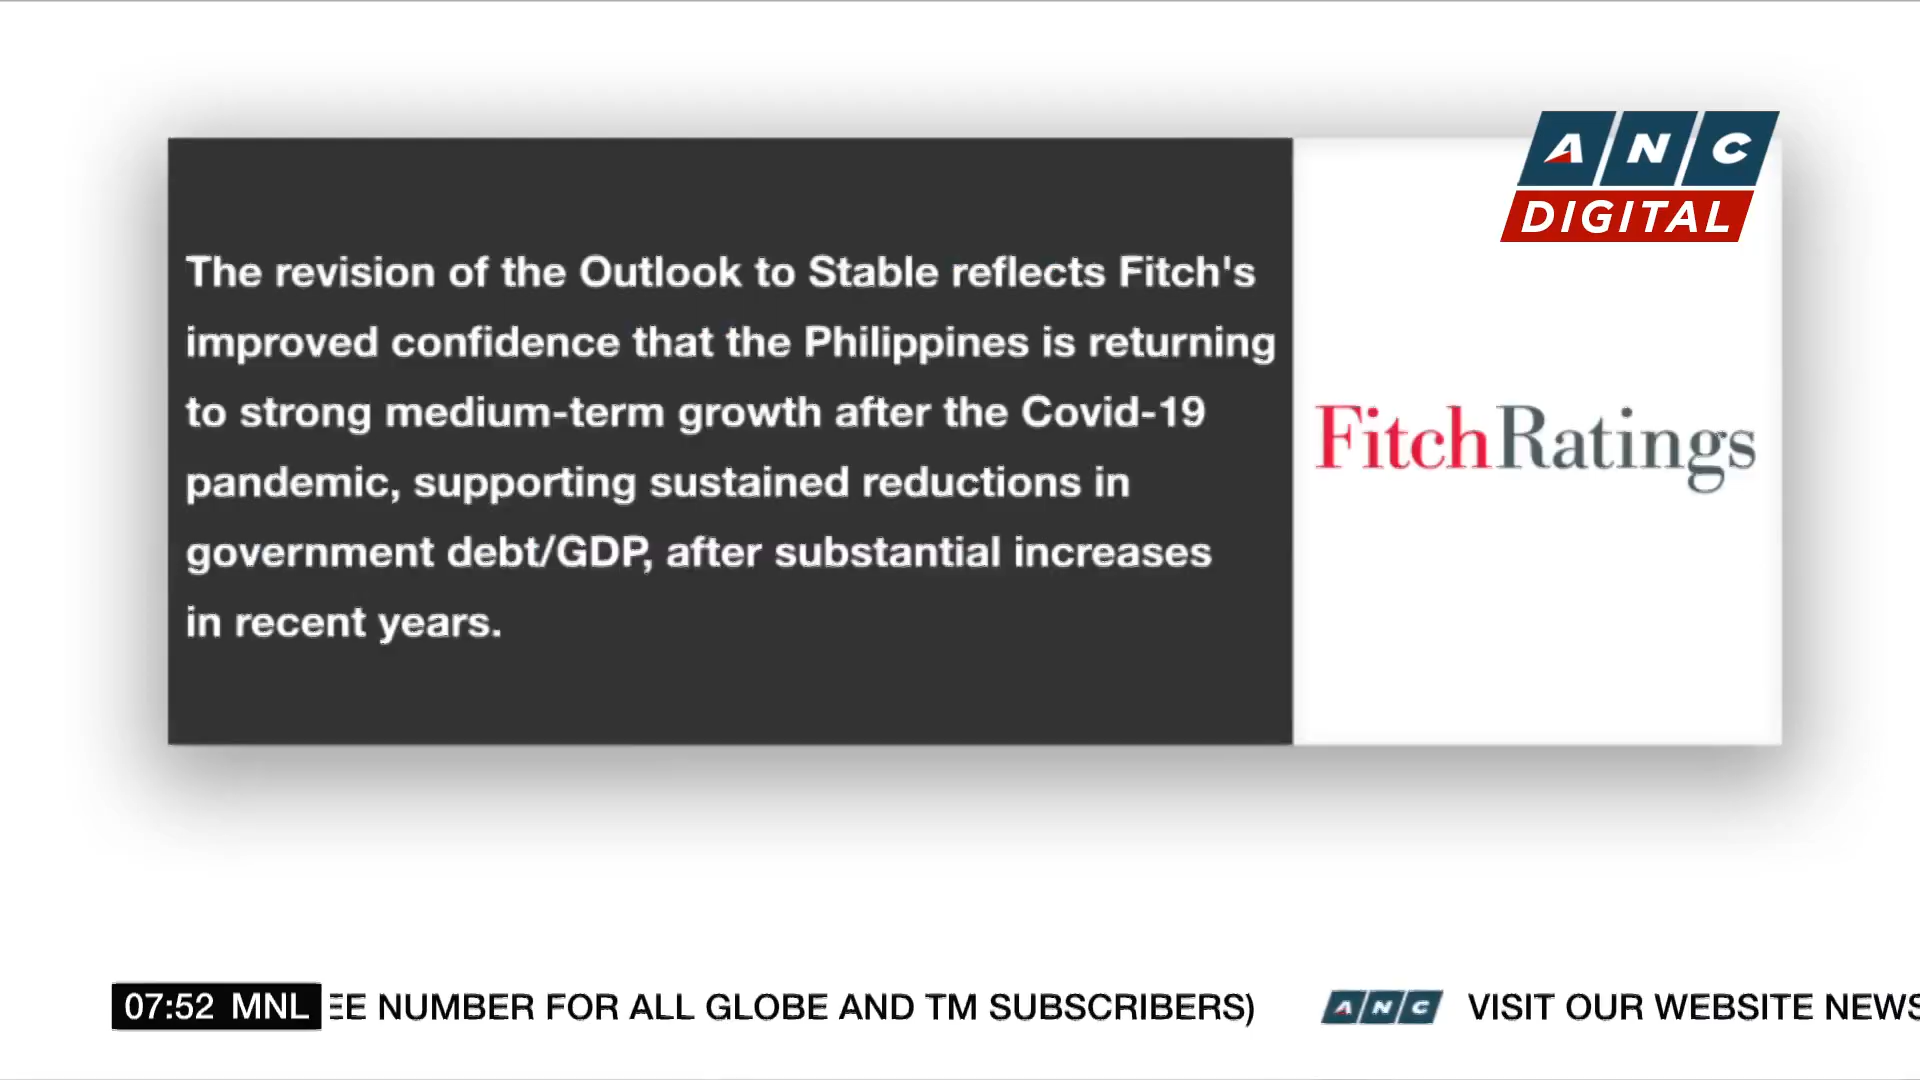 ANC
DIGITAL
The revision of the Outlook to Stable reflects Fitch's
improved confidence that the Philippines is returning
to strong medium-term growth after the Covid-19
pandemic, supporting sustained reductions in
government debt/GDP, after substantial increases
in recent years.
FitchRatings
07:52 MNL EE NUMBER FOR ALL GLOBE AND TM SUBSCRIBERS) ANC VISIT OUR WEBSITE NEWS